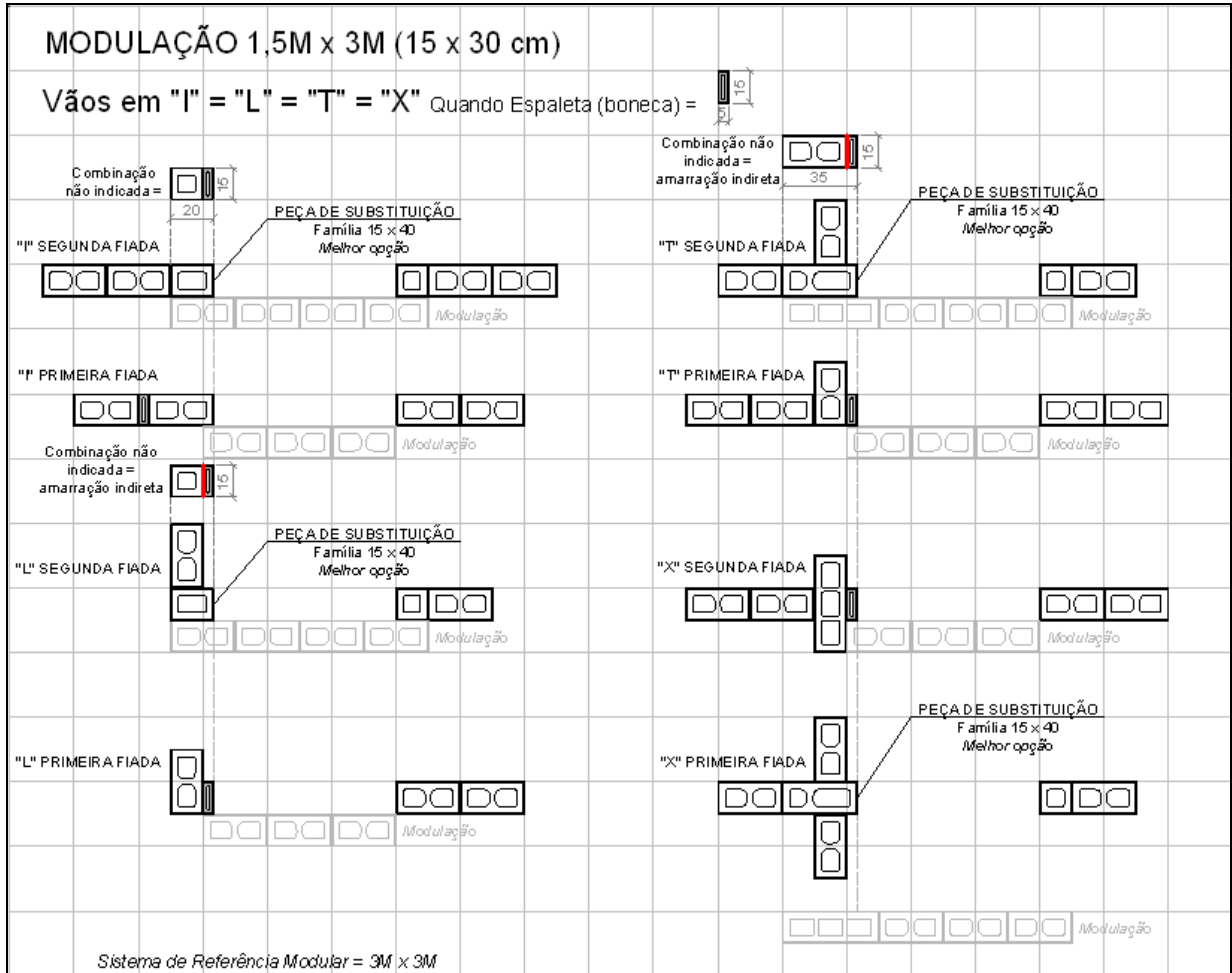 MODULAÇÃO 1,5M x 3M (15 x 30 cm)
Vãos em "I" = "L" = "T" = "X" Quando Espaleta (boneca) =
15
5
Combinação
não indicada =
15
20
PEÇA DE SUBSTITUIÇÃO
Família 15 x 40
Melhor opção
"I" SEGUNDA FIADA
Modulação
"I" PRIMEIRA FIADA
Modulação
Combinação não
indicada =
amarração indireta
15
PEÇA DE SUBSTITUIÇÃO
Família 15 x 40
Melhor opção
"L" SEGUNDA FIADA
Modulação
"L" PRIMEIRA FIADA
Modulação
Combinação não
indicada =
amarração indireta
15
35
PEÇA DE SUBSTITUIÇÃO
Família 15 x 40
Melhor opção
"T" SEGUNDA FIADA
Modulação
"T" PRIMEIRA FIADA
Modulação
"X" SEGUNDA FIADA
Modulação
PEÇA DE SUBSTITUIÇÃO
Família 15 x 40
Melhor opção
"X" PRIMEIRA FIADA
Modulação
Sistema de Referência Modular = 3M x 3M